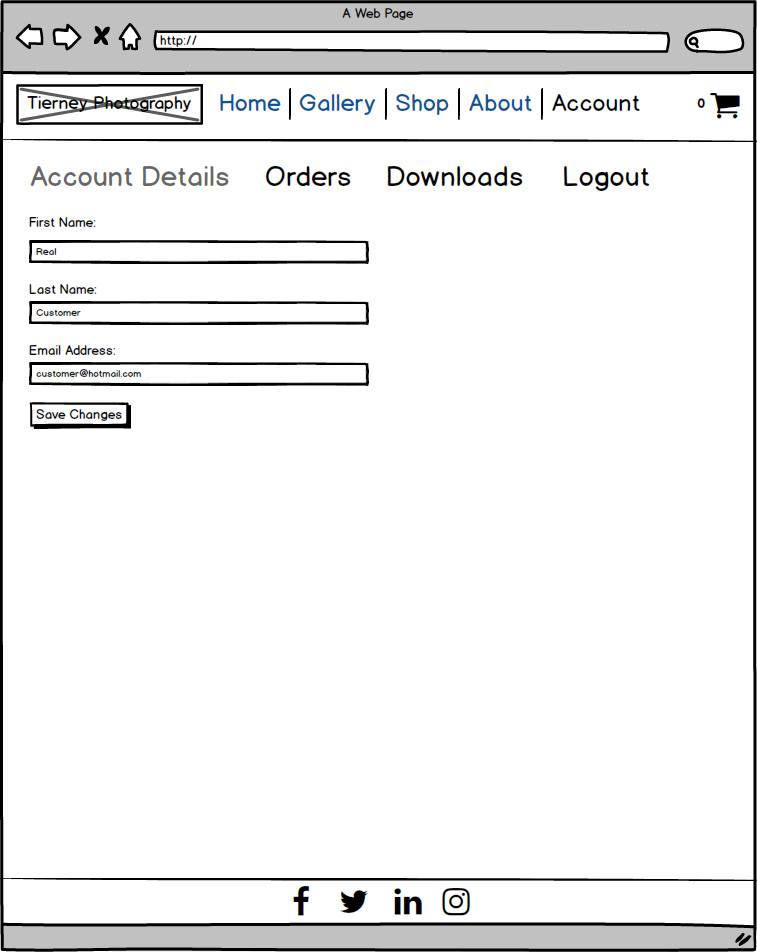 A Web Page
http://
Tierney Photography Home Gallery Shop About Account 0
Account Details Orders Downloads Logout
First Name:
Real
Last Name:
Customer
Email Address:
customer@hotmail.com
Save Changes